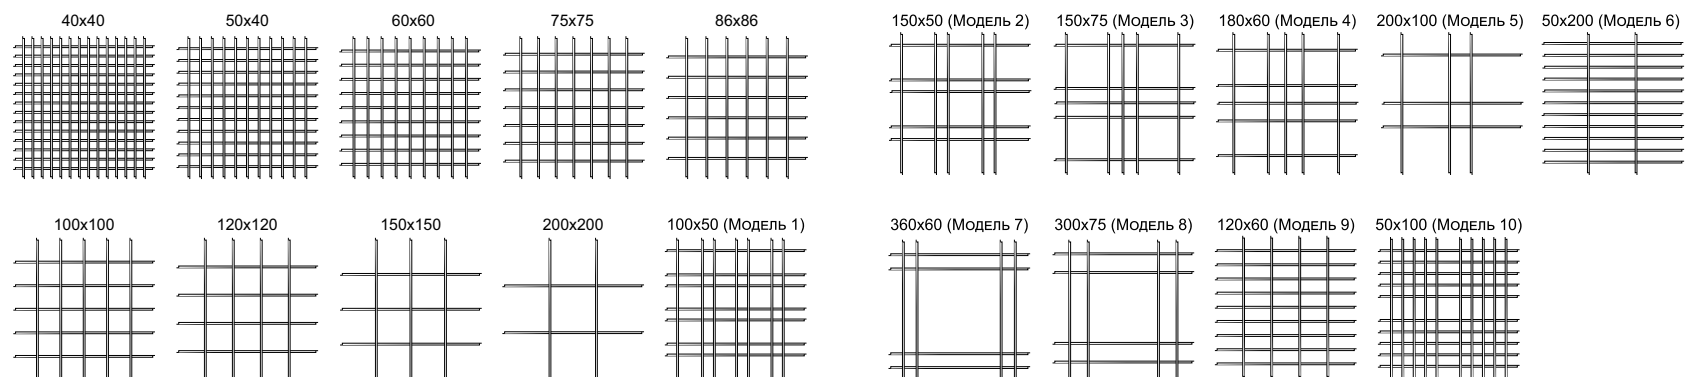 40x40 50x40 60x60 75x75 86x86 150x50 (Модель 2) 150x75 (Модель 3) 180x60 (Модель 4) 200x100 (Модель 5) 50x200 (Модель 6)
100x100 120x120 150x150 200x200 100x50 (Модель 1) 360x60 (Модель 7) 300x75 (Модель 8) 120x60 (Модель 9) 50x100 (Модель 10)